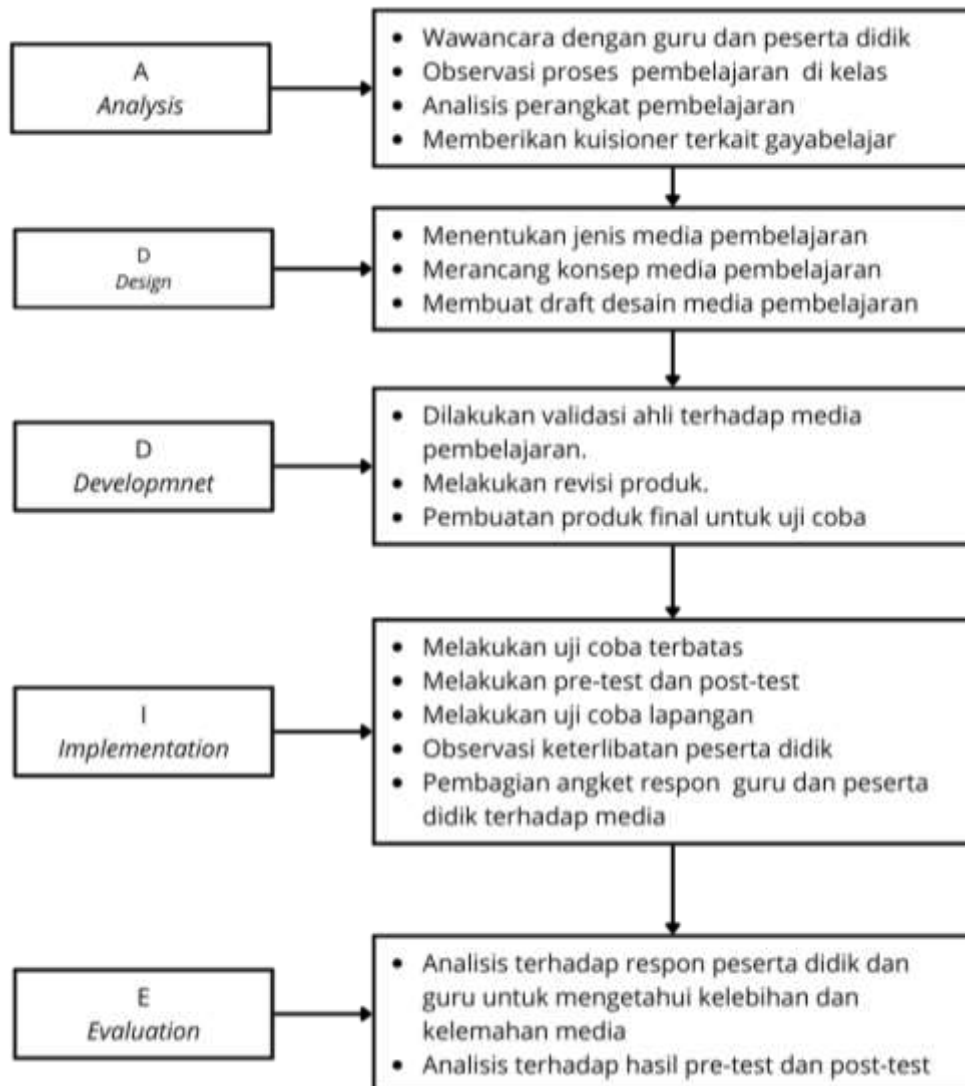 A
Analysis
• Wawancara dengan guru dan peserta didik
• Observasi proses pembelajaran di kelas
• Analisis perangkat pembelajaran
• Memberikan kuisioner terkait gayabelajar
D
Design
• Menentukan jenis media pembelajaran
• Merancang konsep media pembelajaran
• Membuat draft desain media pembelajaran
D
Developmnet
• Dilakukan validasi ahli terhadap media
pembelajaran.
• Melakukan revisi produk.
• Pembuatan produk final untuk uji coba
I
Implementation
• Melakukan uji coba terbatas
• Melakukan pre-test dan post-test
• Melakukan uji coba lapangan
• Observasi keterlibatan peserta didik
• Pembagian angket respon guru dan peserta
didik terhadap media
E
Evaluation
• Analisis terhadap respon peserta didik dan
guru untuk mengetahui kelebihan dan
kelemahan media
• Analisis terhadap hasil pre-test dan post-test